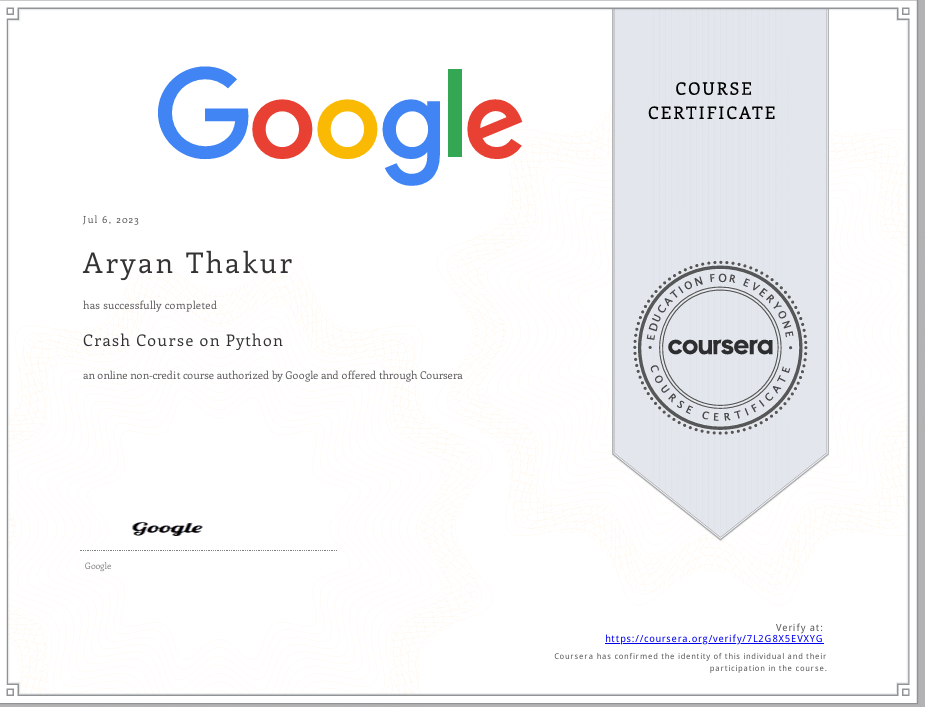 Google
COURSE
CERTIFICATE
Jul 6, 2023
Aryan Thakur
has successfully completed
Crash Course on Python
an online non-credit course authorized by Google and offered through Coursera
EDUCATION FOR EVERYONE
coursera
COURSE CERTIFICATE
Google
Google
Verify at:
https://coursera.org/verify/7L2G8X5EVXYG
Coursera has confirmed the identity of this individual and their
participation in the course.